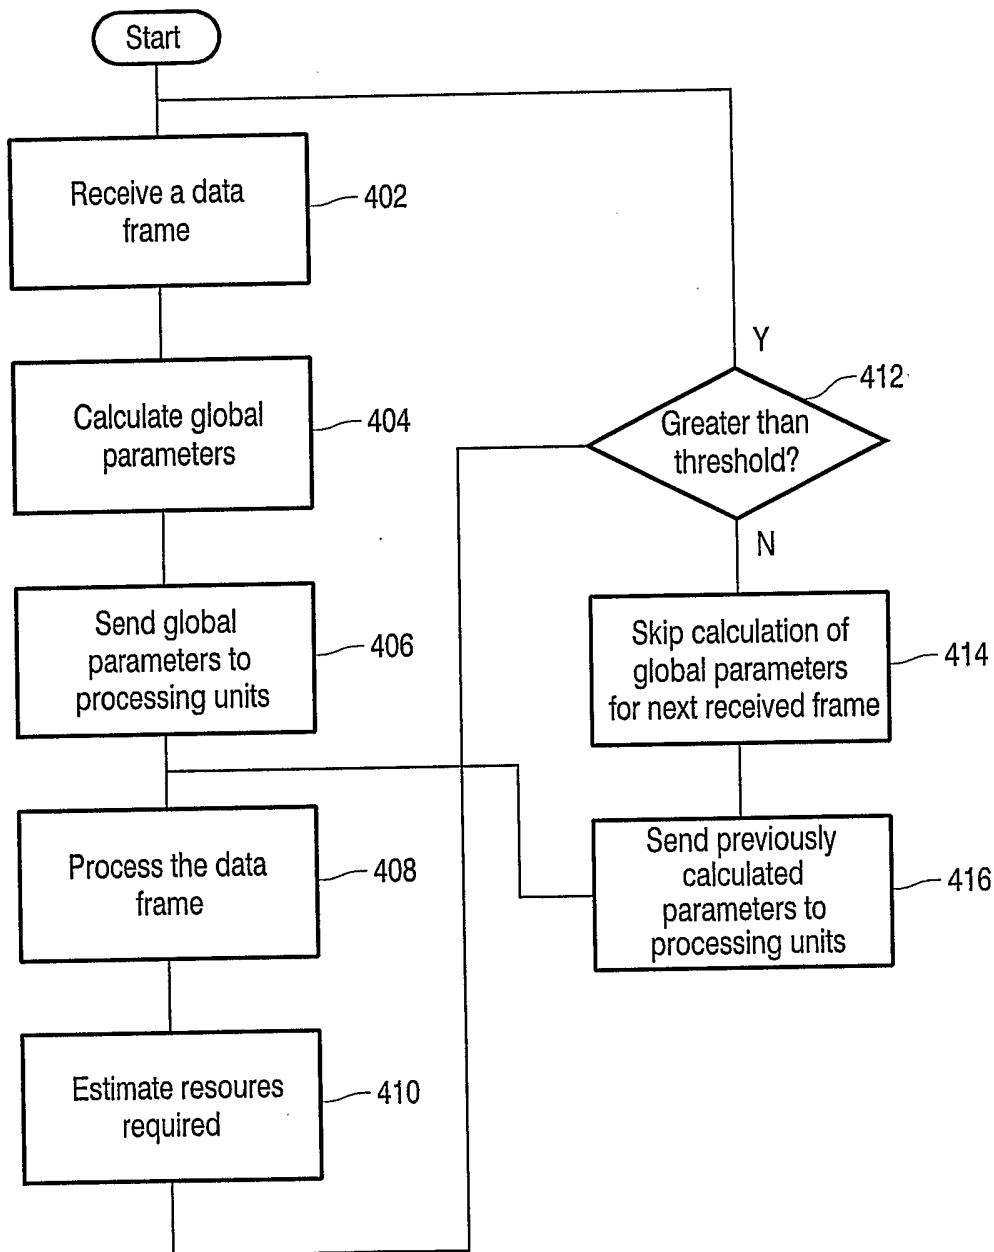 Start
Receive a data
frame
402
Calculate global
parameters
404
Send global
parameters to
processing units
406
Process the data
frame
408
Estimate resoures
required
410
Y
Greater than
threshold?
412
N
Skip calculation of
global parameters
for next received frame
414
Send previously
calculated
parameters to
processing units
416